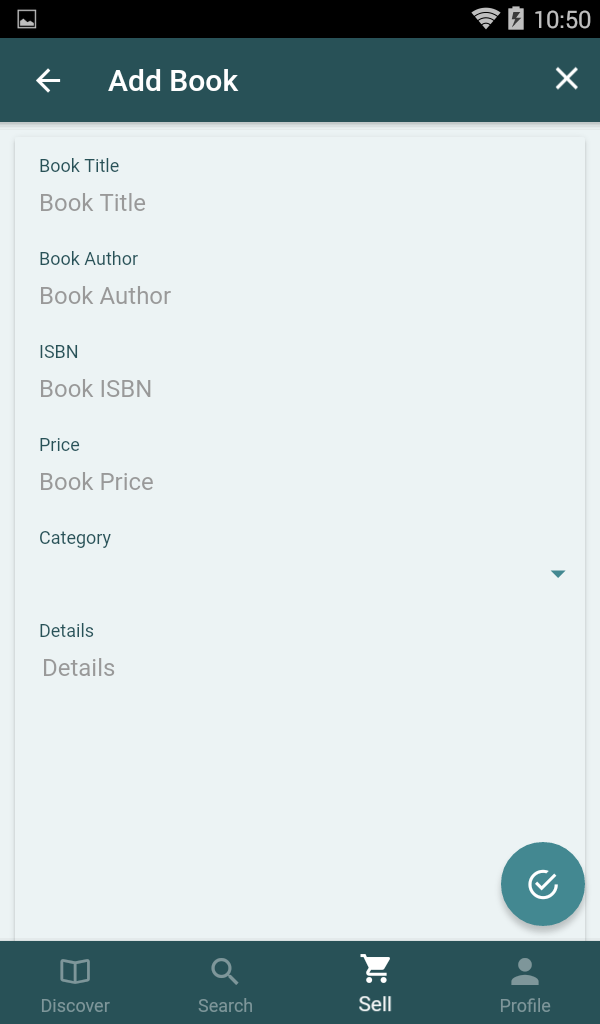 10:50
Add Book
Book Title
Book Title
Book Author
Book Author
ISBN
Book ISBN
Price
Book Price
Category
Details
Details
Discover
Search
Sell
Profile